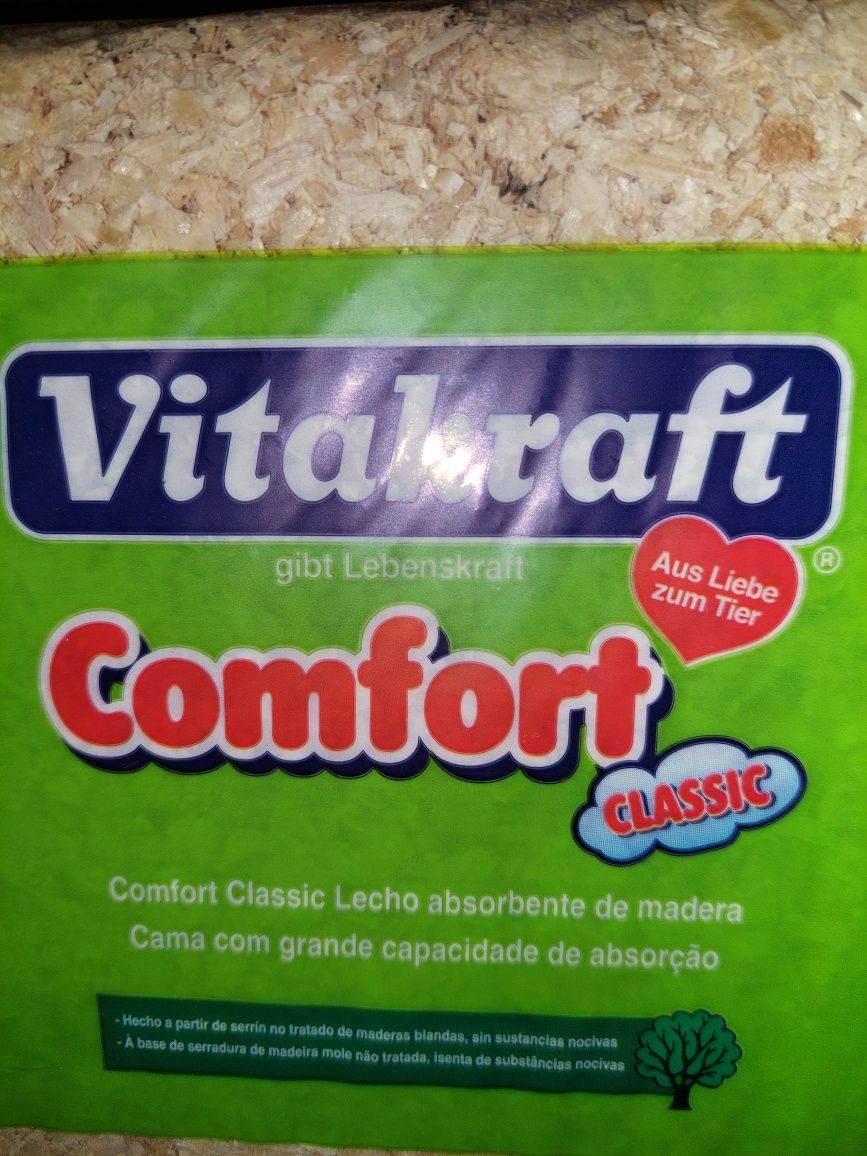 Vitakraft
®
gibt Lebenskraft
Aus Liebe
zum Tier
Comfort
CLASSIC
Comfort Classic Lecho absorbente de madera
Cama com grande capacidade de absorção
- Hecho a partir de serrín no tratado de maderas blandas, sin sustancias nocivas
- À base de serradura de madeira mole não tratada, isenta de substâncias nocivas